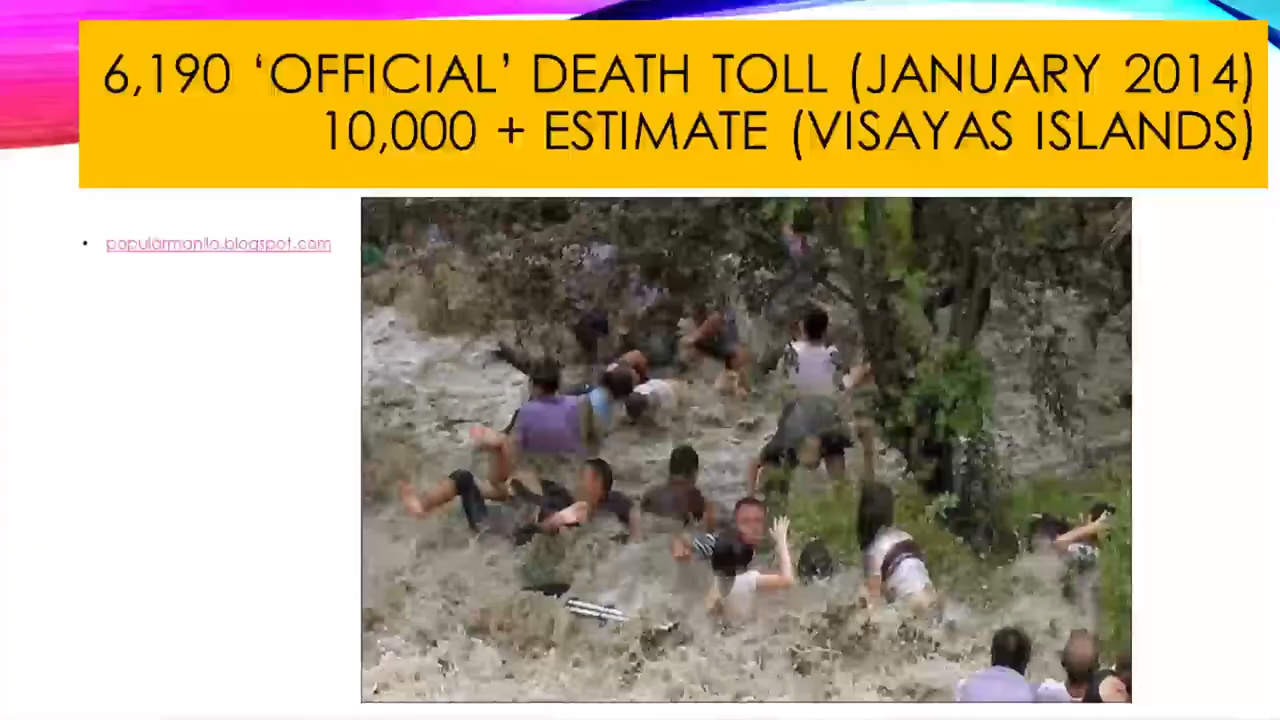 6,190 ‘OFFICIAL’ DEATH TOLL (JANUARY 2014)
10,000 + ESTIMATE (VISAYAS ISLANDS)
• popularmanila.blogspot.com